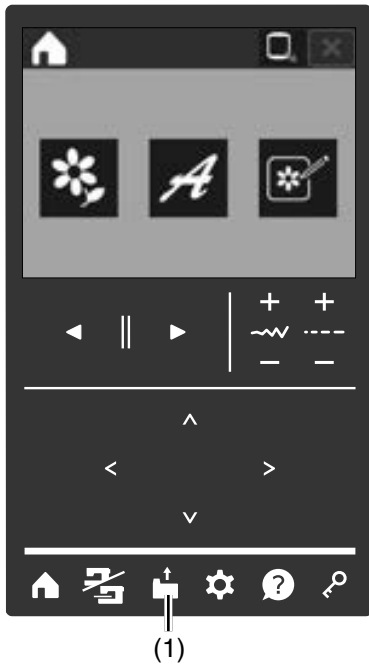 A
+ +
- -
?
(1)